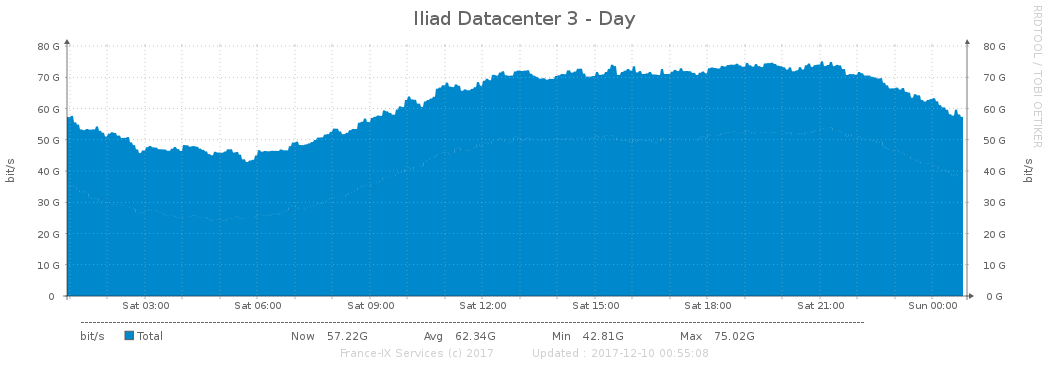 Iliad Datacenter 3 - Day
RRDTOOL / TOBI OETIKER
80 G 80 G
70 G 70 G
60 G 60 G
50 G 50 G
40 G 40 G
30 G 30 G
20 G 20 G
10 G 10 G
0 0 G
bit/s bit/s
Sat 03:00 Sat 06:00 Sat 09:00 Sat 12:00 Sat 15:00 Sat 18:00 Sat 21:00 Sun 00:00
bit/s Total Now 57.22G Avg 62.34G Min 42.81G Max 75.02G
France-IX Services (c) 2017 Updated : 2017-12-10 00:55:08